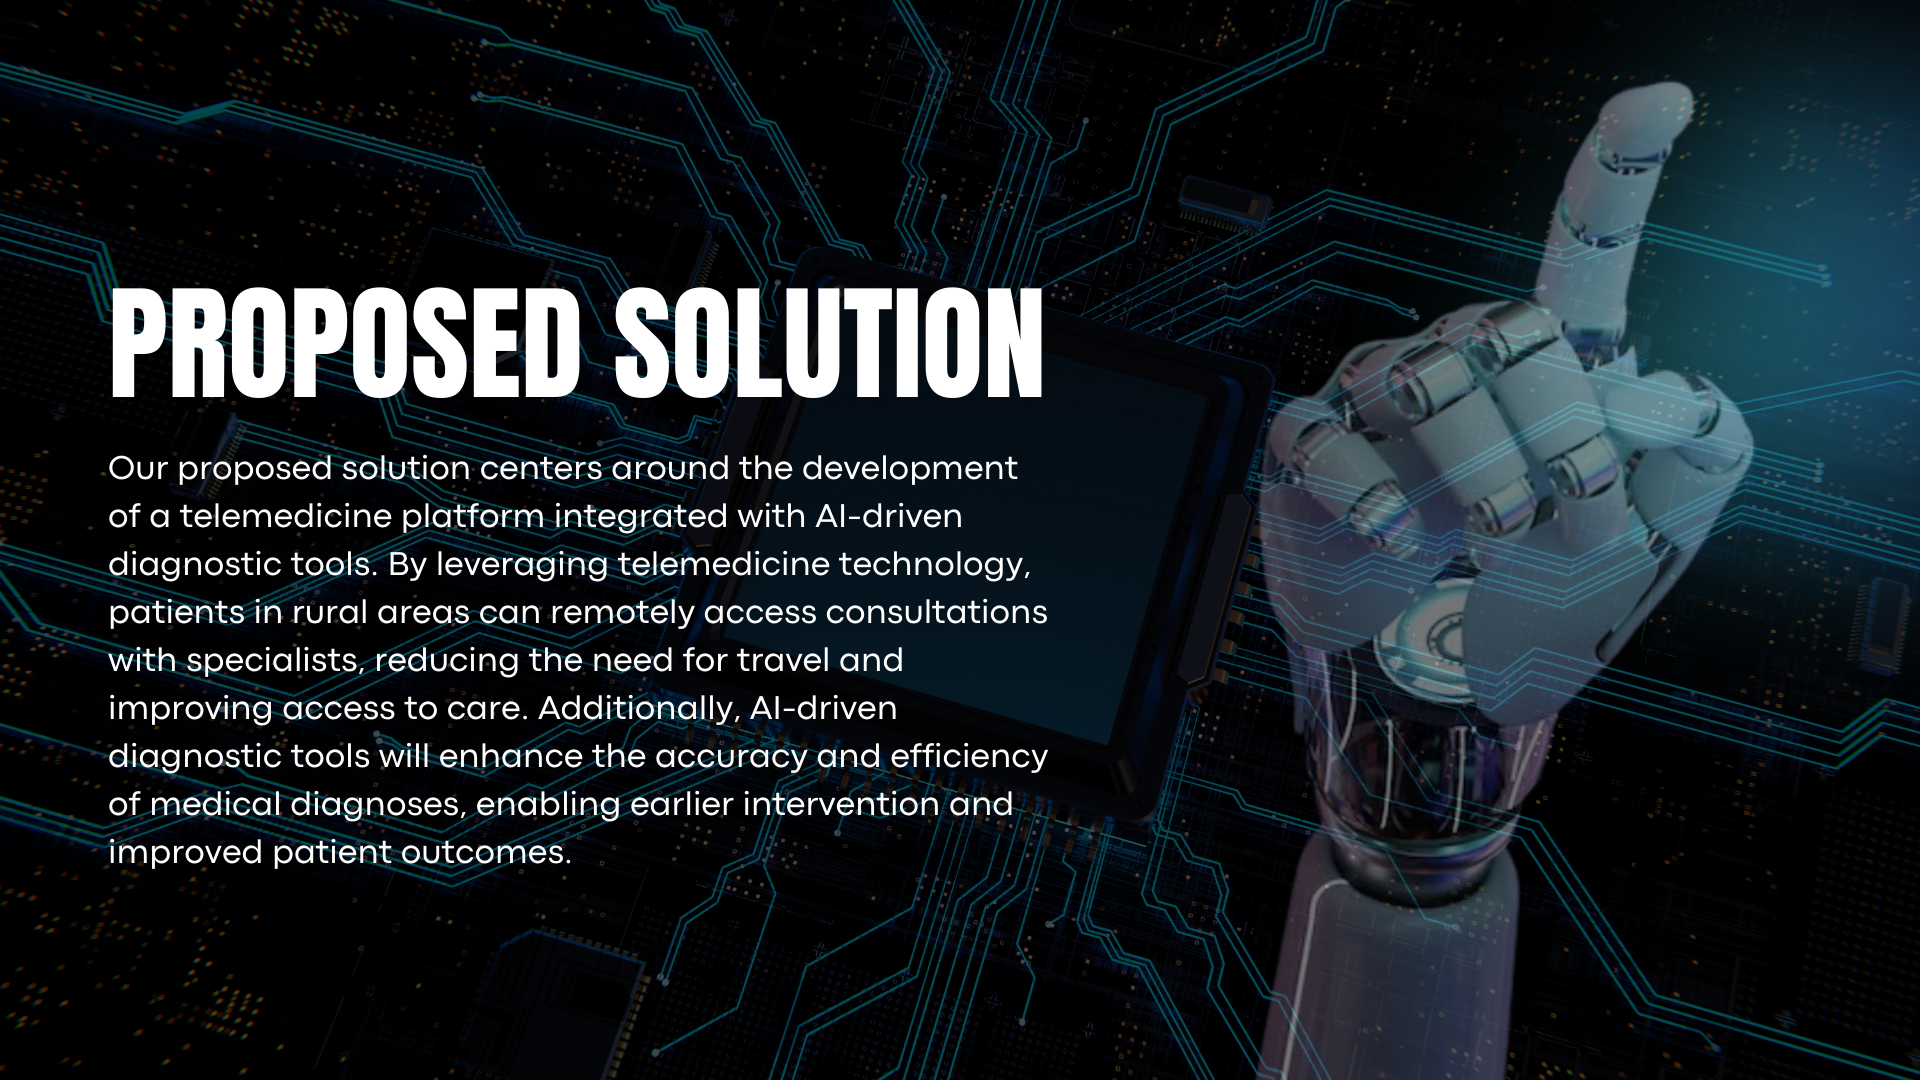 PROPOSED SOLUTION
Our proposed solution centers around the development
of a telemedicine platform integrated with AI-driven
diagnostic tools. By leveraging telemedicine technology,
patients in rural areas can remotely access consultations
with specialists, reducing the need for travel and
improving access to care. Additionally, AI-driven
diagnostic tools will enhance the accuracy and efficiency
of medical diagnoses, enabling earlier intervention and
improved patient outcomes.